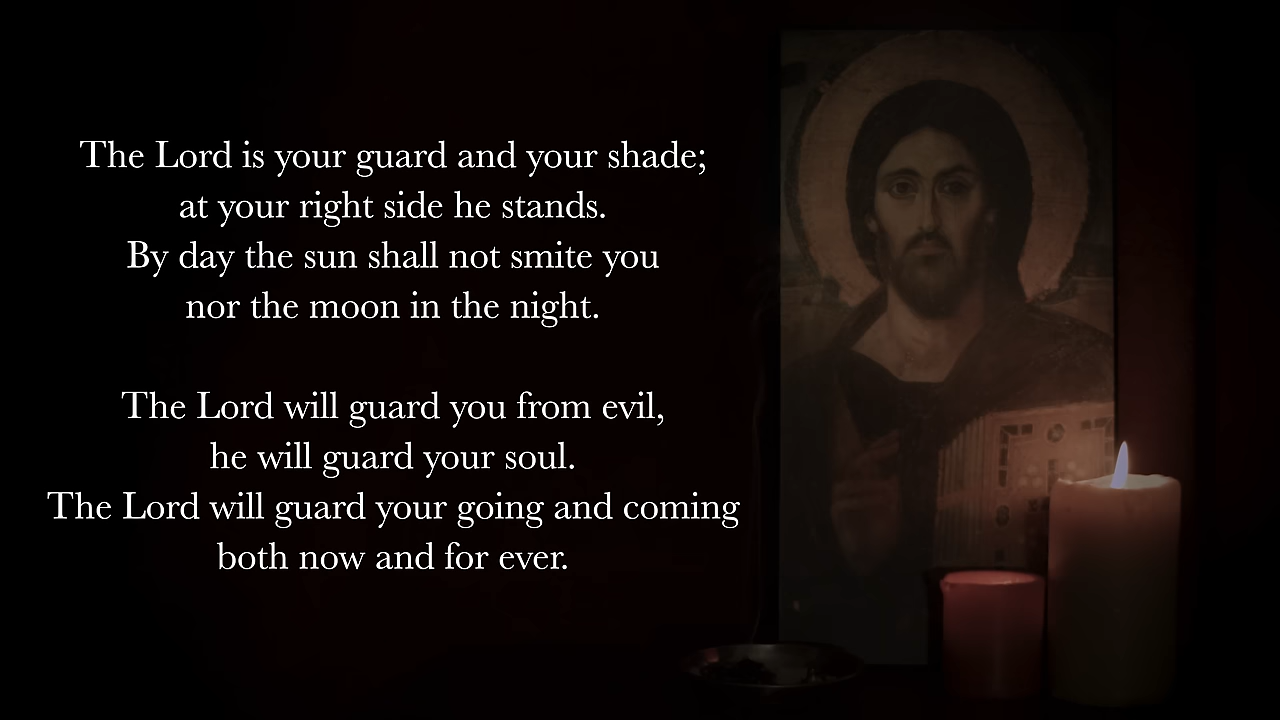 The Lord is your guard and your shade;
at your right side he stands.
By day the sun shall not smite you
nor the moon in the night.
The Lord will guard you from evil,
he will guard your soul.
The Lord will guard your going and coming
both now and for ever.